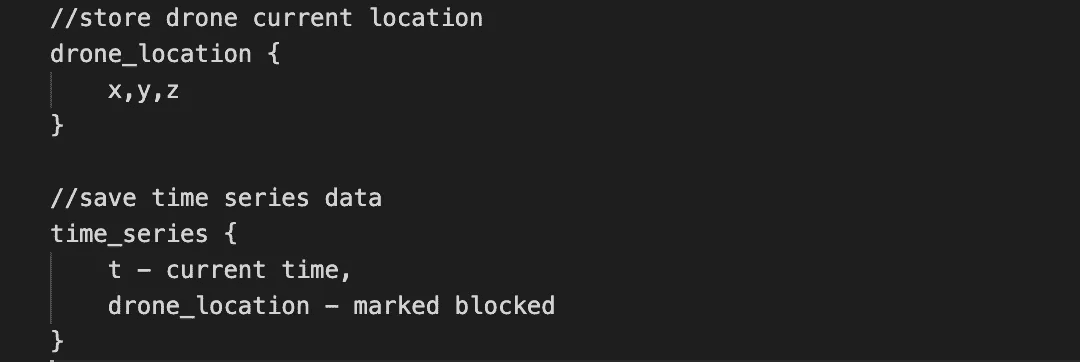 //store drone current location
drone_location {
x,y,z
}
//save time series data
time_series {
t – current time,
drone_location – marked blocked
}